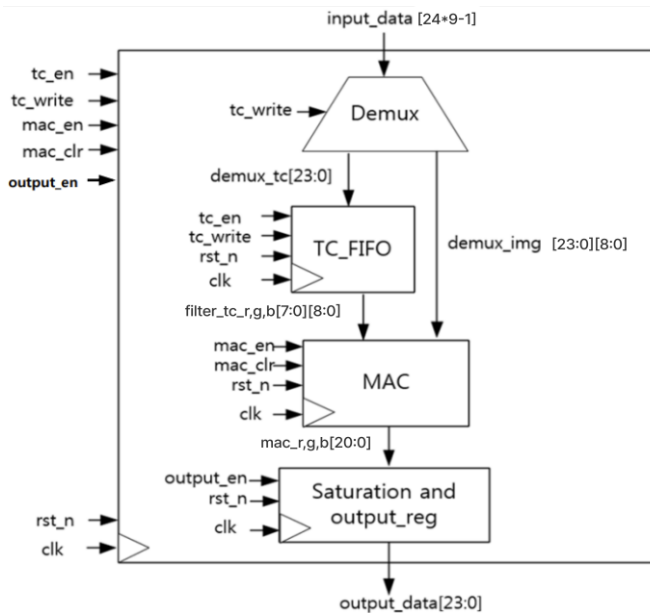 input_data [24*9-1]
tc_en
tc_write
mac_en
mac_clr
output_en
tc_write
Demux
demux_tc[23:0]
demux_img [23:0][8:0]
tc_en
tc_write
rst_n
clk
TC_FIFO
filter_tc_r,g,b[7:0][8:0]
mac_en
mac_clr
rst_n
clk
MAC
mac_r,g,b[20:0]
output_en
rst_n
clk
Saturation and
output_reg
rst_n
clk
output_data[23:0]